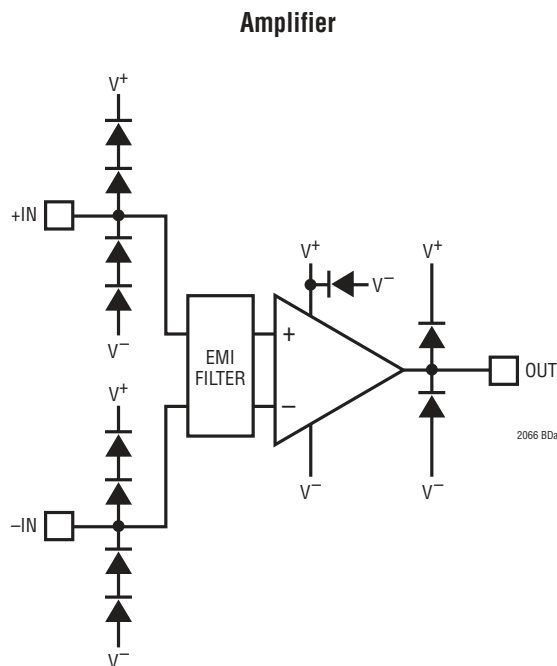 Amplifier
V+
+IN
V+
V+
V–
V–
EMI
FILTER
+
–
OUT
V+
2066 BDa
V–
V–
–IN
V–